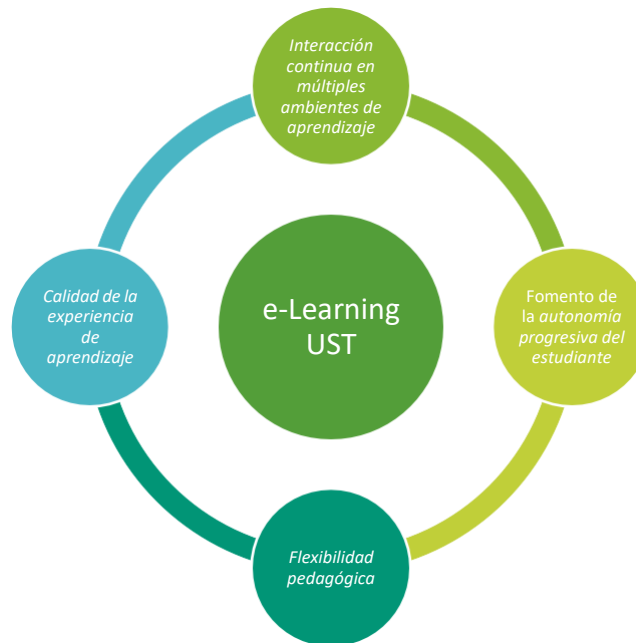 Interacción
continua en
múltiples
ambientes de
aprendizaje
Calidad de la
experiencia
de
aprendizaje
e-Learning
UST
Fomento de
la autonomía
progresiva del
estudiante
Flexibilidad
pedagógica